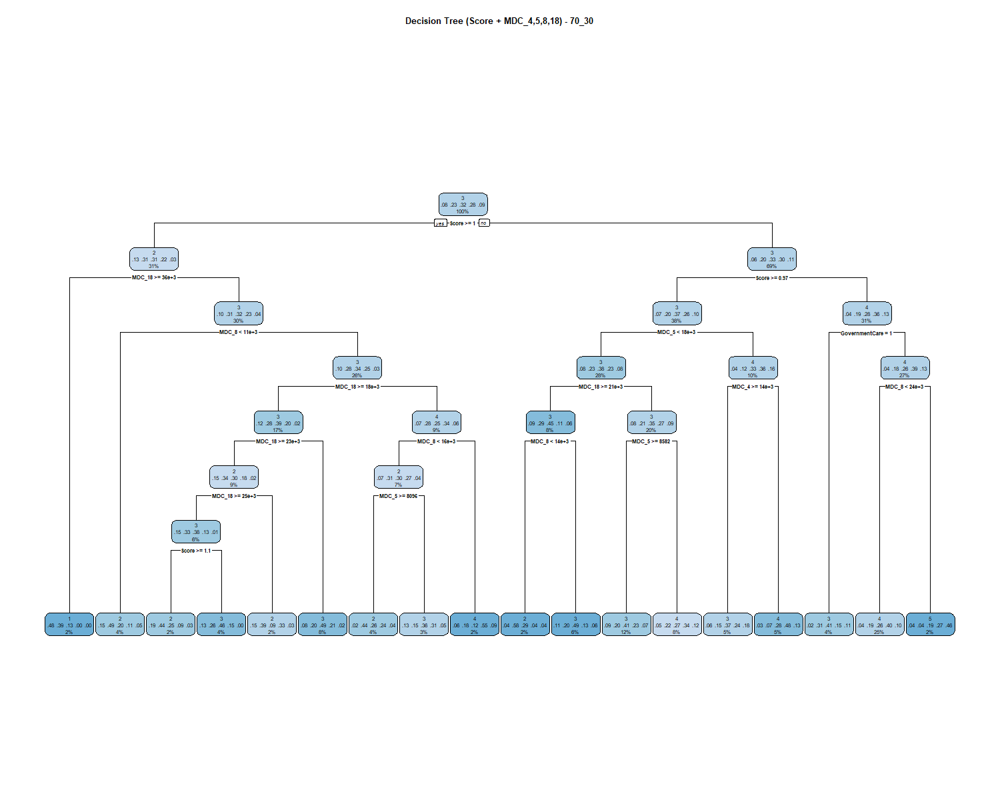 Decision Tree (Score + MDC_4,5,8,18) - 70_30
3
.08 .23 .32 .28 .09
100%
yes Score >= 1 no
2
.13 .31 .31 .22 .03
31%
3
.06 .20 .33 .30 .11
69%
MDC_18 >= 36e+3
Score >= 0.97
3
.10 .31 .32 .23 .04
30%
3
.07 .20 .37 .26 .10
38%
4
.04 .19 .28 .36 .13
31%
MDC_8 < 11e+3
MDC_5 < 18e+3
GovernmentCare = 1
3
.10 .28 .34 .25 .03
26%
3
.08 .23 .38 .23 .08
28%
4
.04 .12 .33 .36 .16
10%
4
.04 .18 .26 .39 .13
27%
MDC_18 >= 18e+3
MDC_18 >= 21e+3
MDC_4 >= 14e+3
MDC_8 < 24e+3
3
.12 .28 .39 .20 .02
17%
4
.07 .28 .25 .34 .06
9%
3
.09 .29 .45 .11 .06
8%
3
.08 .21 .35 .27 .09
20%
MDC_18 >= 23e+3
MDC_8 < 16e+3
MDC_8 < 14e+3
MDC_5 >= 8582
2
.15 .34 .30 .18 .02
9%
2
.07 .31 .30 .27 .04
7%
MDC_18 >= 25e+3
MDC_5 >= 8096
3
.15 .33 .38 .13 .01
6%
Score >= 1.1
1
.48 .39 .13 .00 .00
2%
2
.15 .49 .20 .11 .05
4%
2
.19 .44 .25 .09 .03
2%
3
.13 .26 .46 .15 .00
4%
2
.15 .39 .09 .33 .03
2%
3
.08 .20 .49 .21 .02
8%
2
.02 .44 .26 .24 .04
4%
3
.13 .15 .36 .31 .05
3%
4
.06 .18 .12 .55 .09
2%
2
.04 .58 .29 .04 .04
2%
3
.11 .20 .49 .13 .06
6%
3
.09 .20 .41 .23 .07
12%
4
.05 .22 .27 .34 .12
8%
3
.06 .15 .37 .24 .18
5%
4
.03 .07 .28 .48 .13
5%
3
.02 .31 .41 .15 .11
4%
4
.04 .19 .26 .40 .10
25%
5
.04 .04 .19 .27 .46
2%